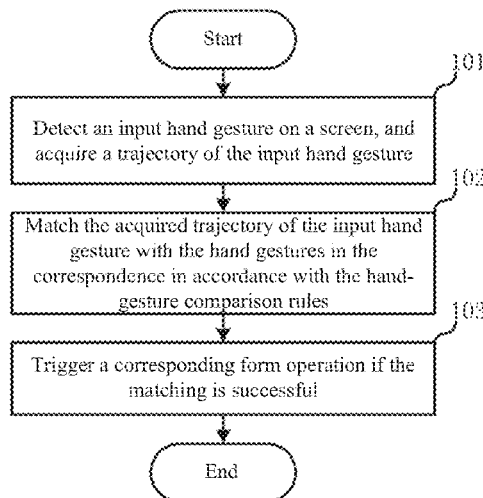 Start
101
Detect an input hand gesture on a screen, and
acquire a trajectory of the input hand gesture
102
Match the acquired trajectory of the input hand
gesture with the hand gestures in the
correspondence in accordance with the hand-
gesture comparison rules
103
Trigger a corresponding form operation if the
matching is successful
End